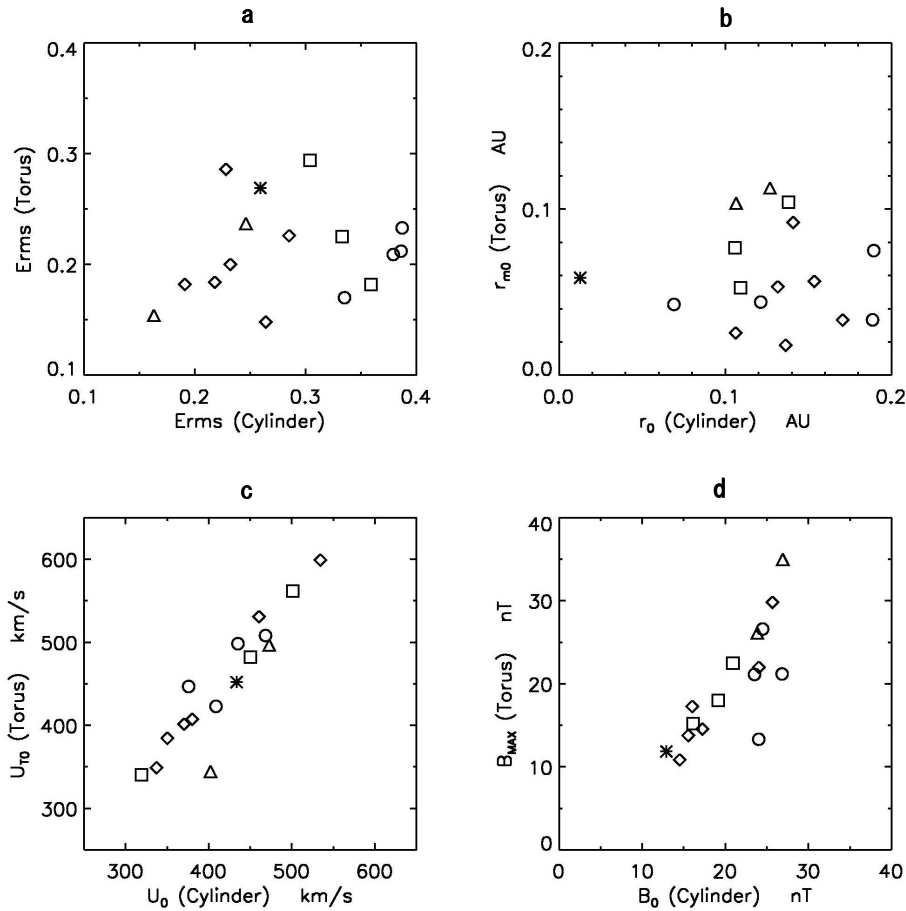 a
0.4
0.3
0.2
0.1
Erms (Torus)
0.1 0.2 0.3 0.4
Erms (Cylinder)
b
0.2
0.1
0.0
r_m0 (Torus) AU
0.0 0.1 0.2
r_0 (Cylinder) AU
c
600
500
400
300
U_T0 (Torus) km/s
300 400 500 600
U_0 (Cylinder) km/s
d
40
30
20
10
0
B_MAX (Torus) nT
0 10 20 30 40
B_0 (Cylinder) nT